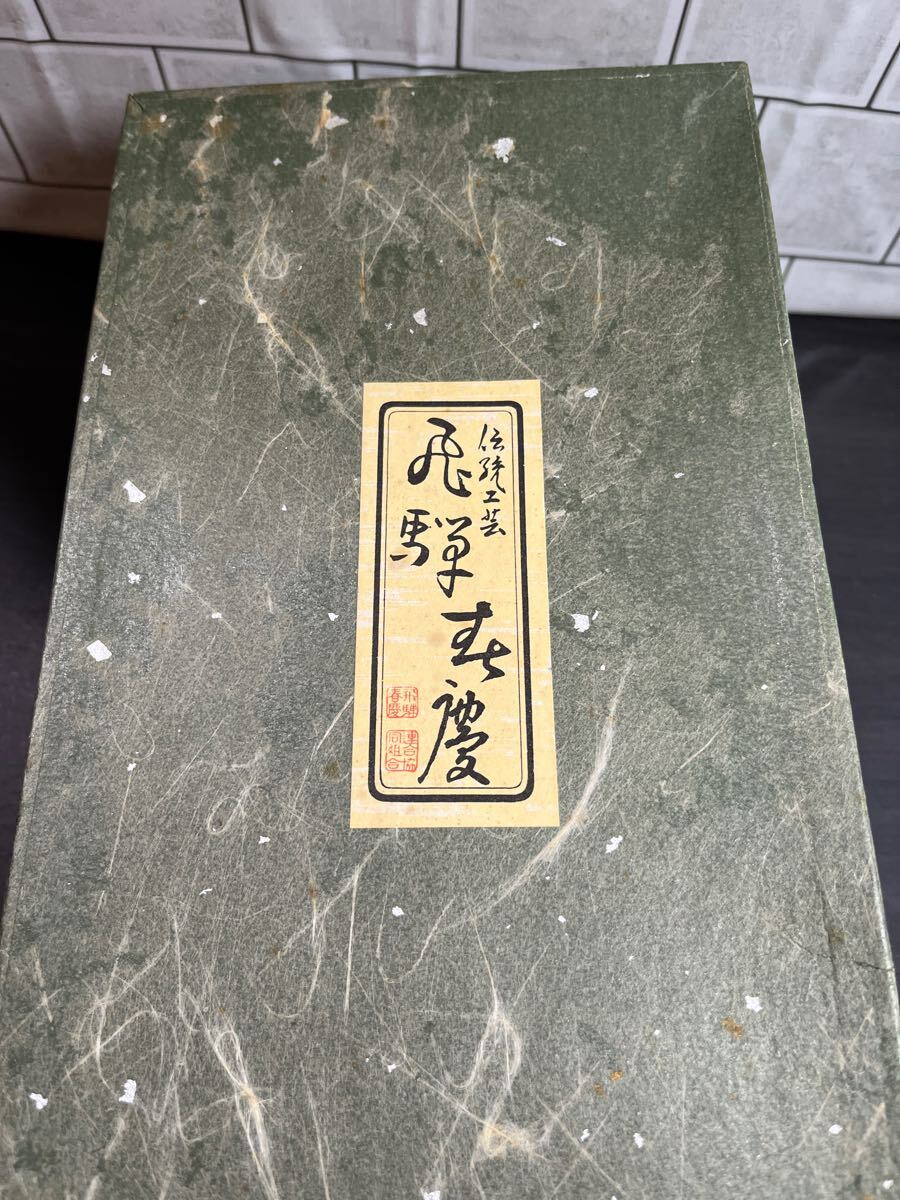 伝統工芸
飛騨春慶
飛騨
春慶
連合協
同組合